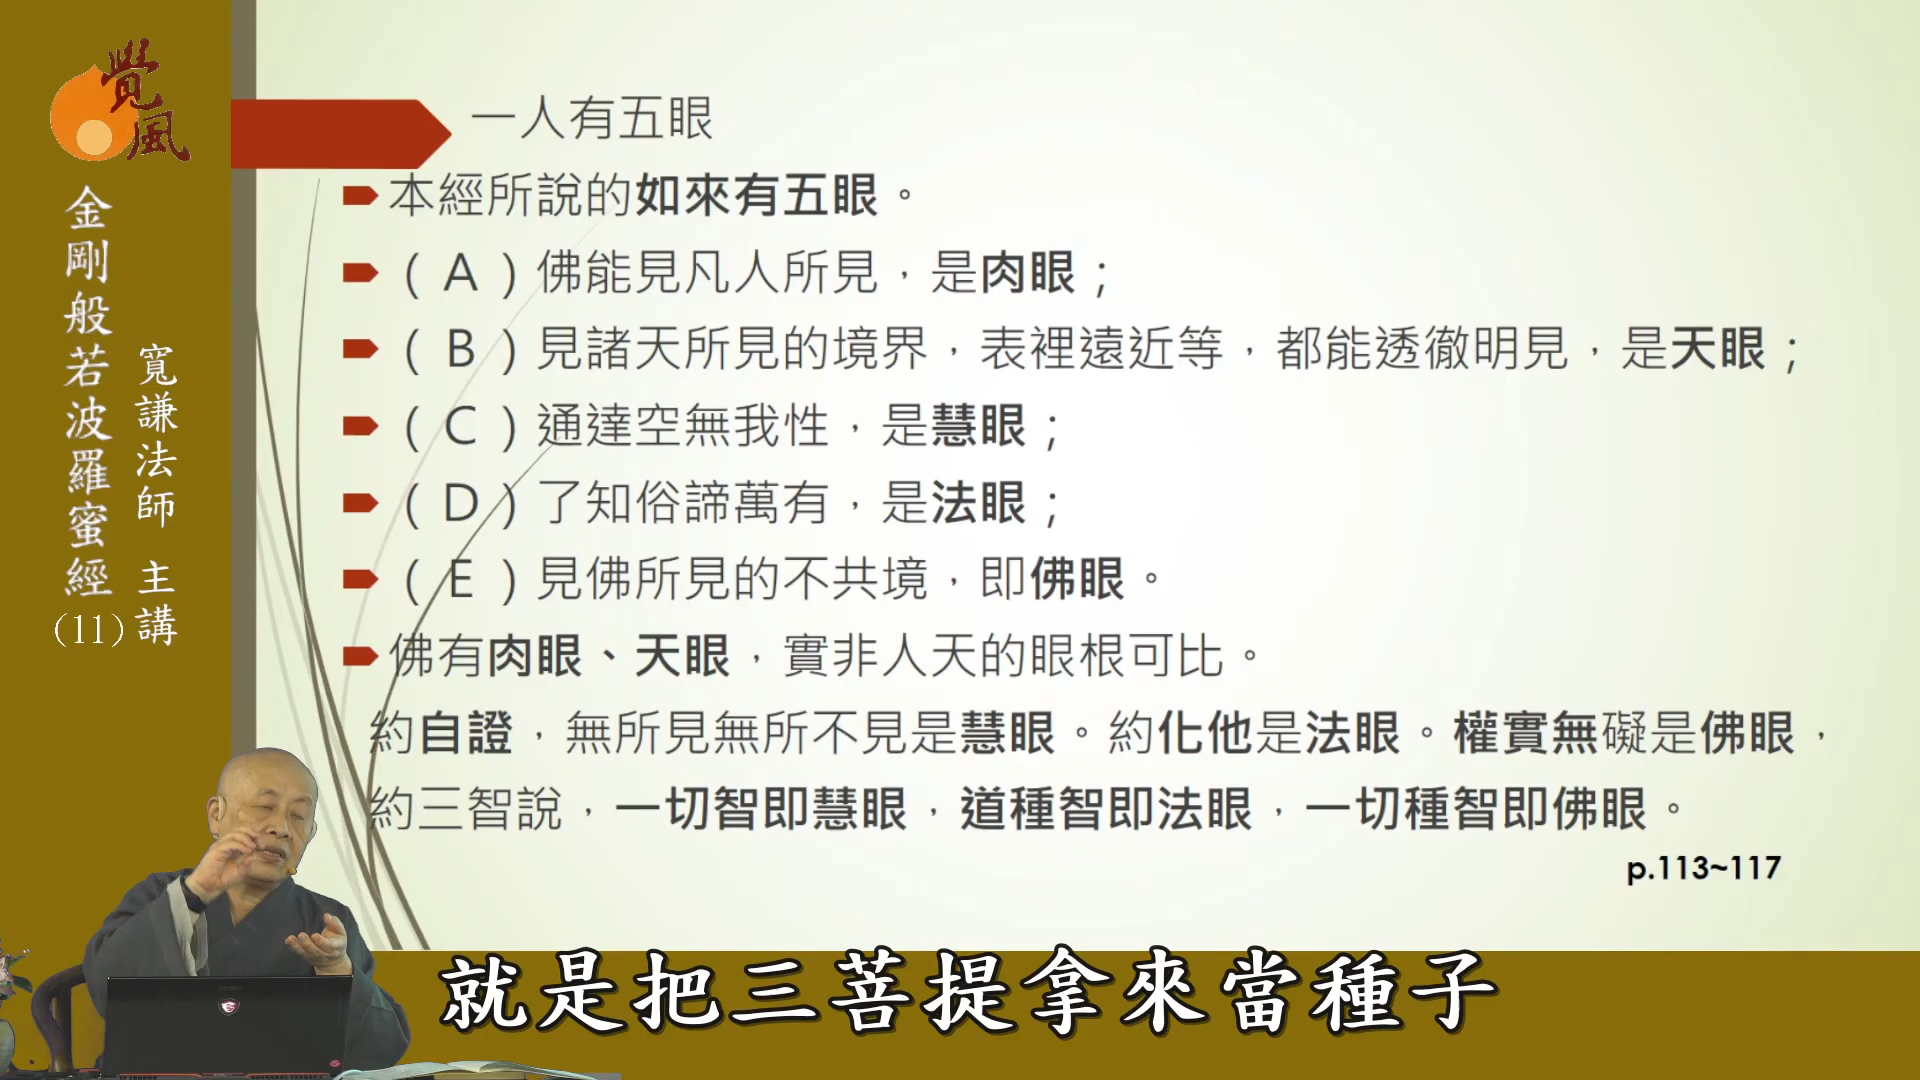 覺風
金剛般若波羅蜜經
(11)
寬謙法師 主講
一人有五眼
本經所說的如來有五眼。
（A）佛能見凡人所見，是肉眼；
（B）見諸天所見的境界，表裡遠近等，都能透徹明見，是天眼；
（C）通達空無我性，是慧眼；
（D）了知俗諦萬有，是法眼；
（E）見佛所見的不共境，即佛眼。
佛有肉眼、天眼，實非人天的眼根可比。
約自證，無所見無所不見是慧眼。約化他是法眼。權實無礙是佛眼，
約三智說，一切智即慧眼，道種智即法眼，一切種智即佛眼。
p.113~117
就是把三菩提拿來當種子